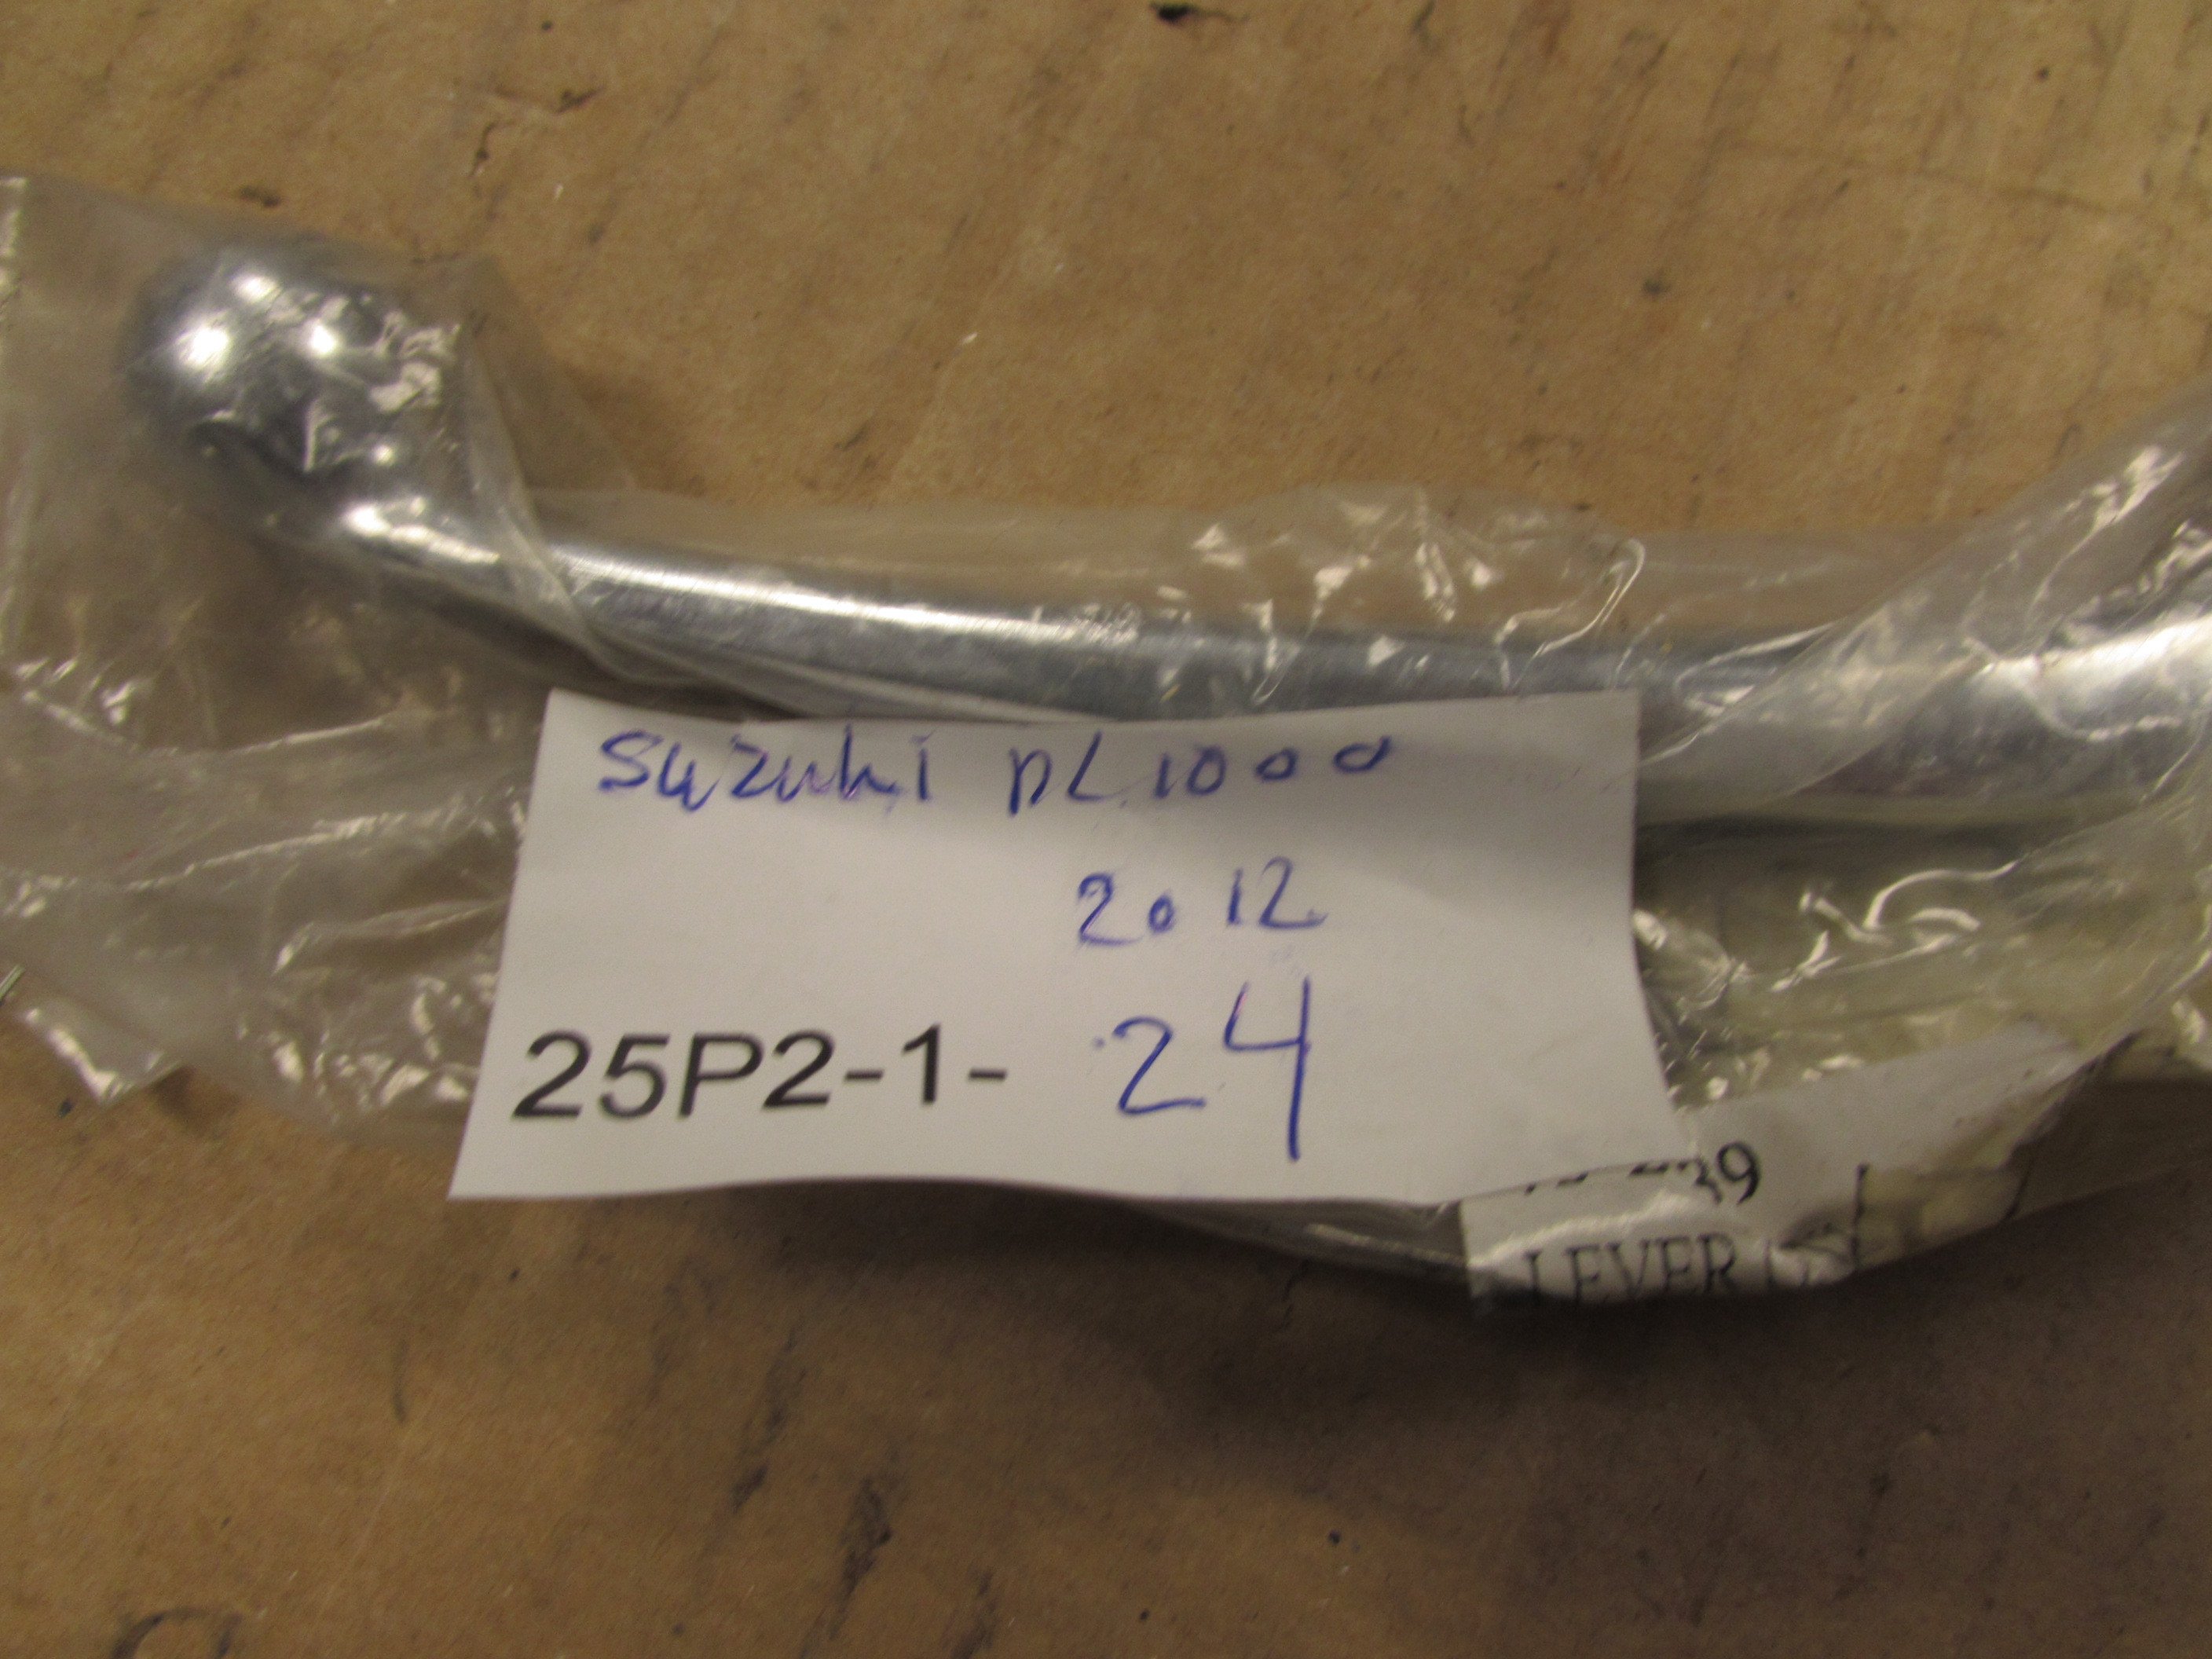 Suzuki DL1000
2012
25P2-1- 24
LEVER